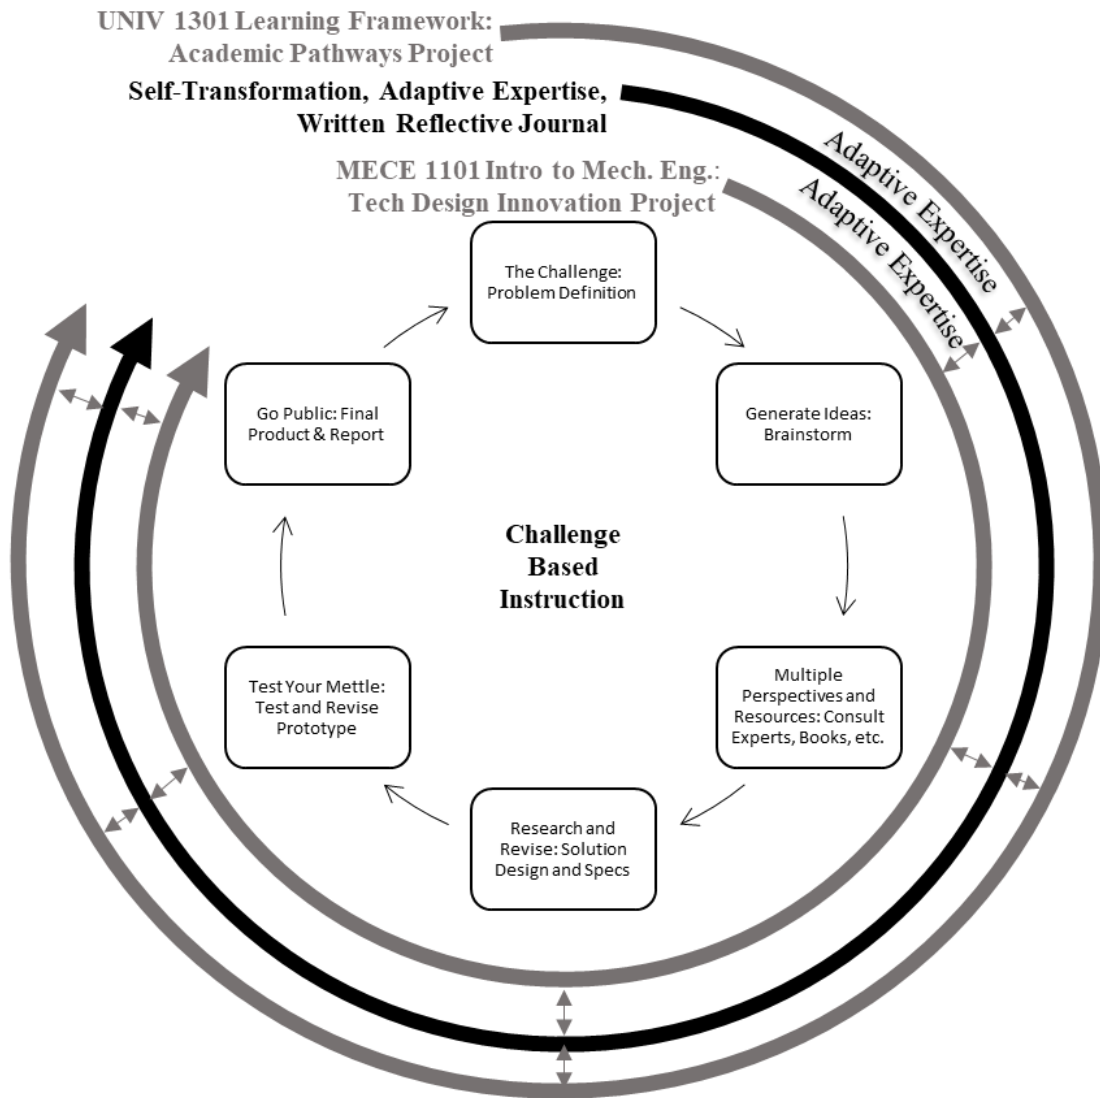 UNIV 1301 Learning Framework:
Academic Pathways Project
Self-Transformation, Adaptive Expertise,
Written Reflective Journal
MECE 1101 Intro to Mech. Eng.:
Tech Design Innovation Project
Adaptive Expertise
Adaptive Expertise
The Challenge:
Problem Definition
Generate Ideas:
Brainstorm
Multiple
Perspectives and
Resources: Consult
Experts, Books, etc.
Research and
Revise: Solution
Design and Specs
Test Your Mettle:
Test and Revise
Prototype
Go Public: Final
Product & Report
Challenge
Based
Instruction